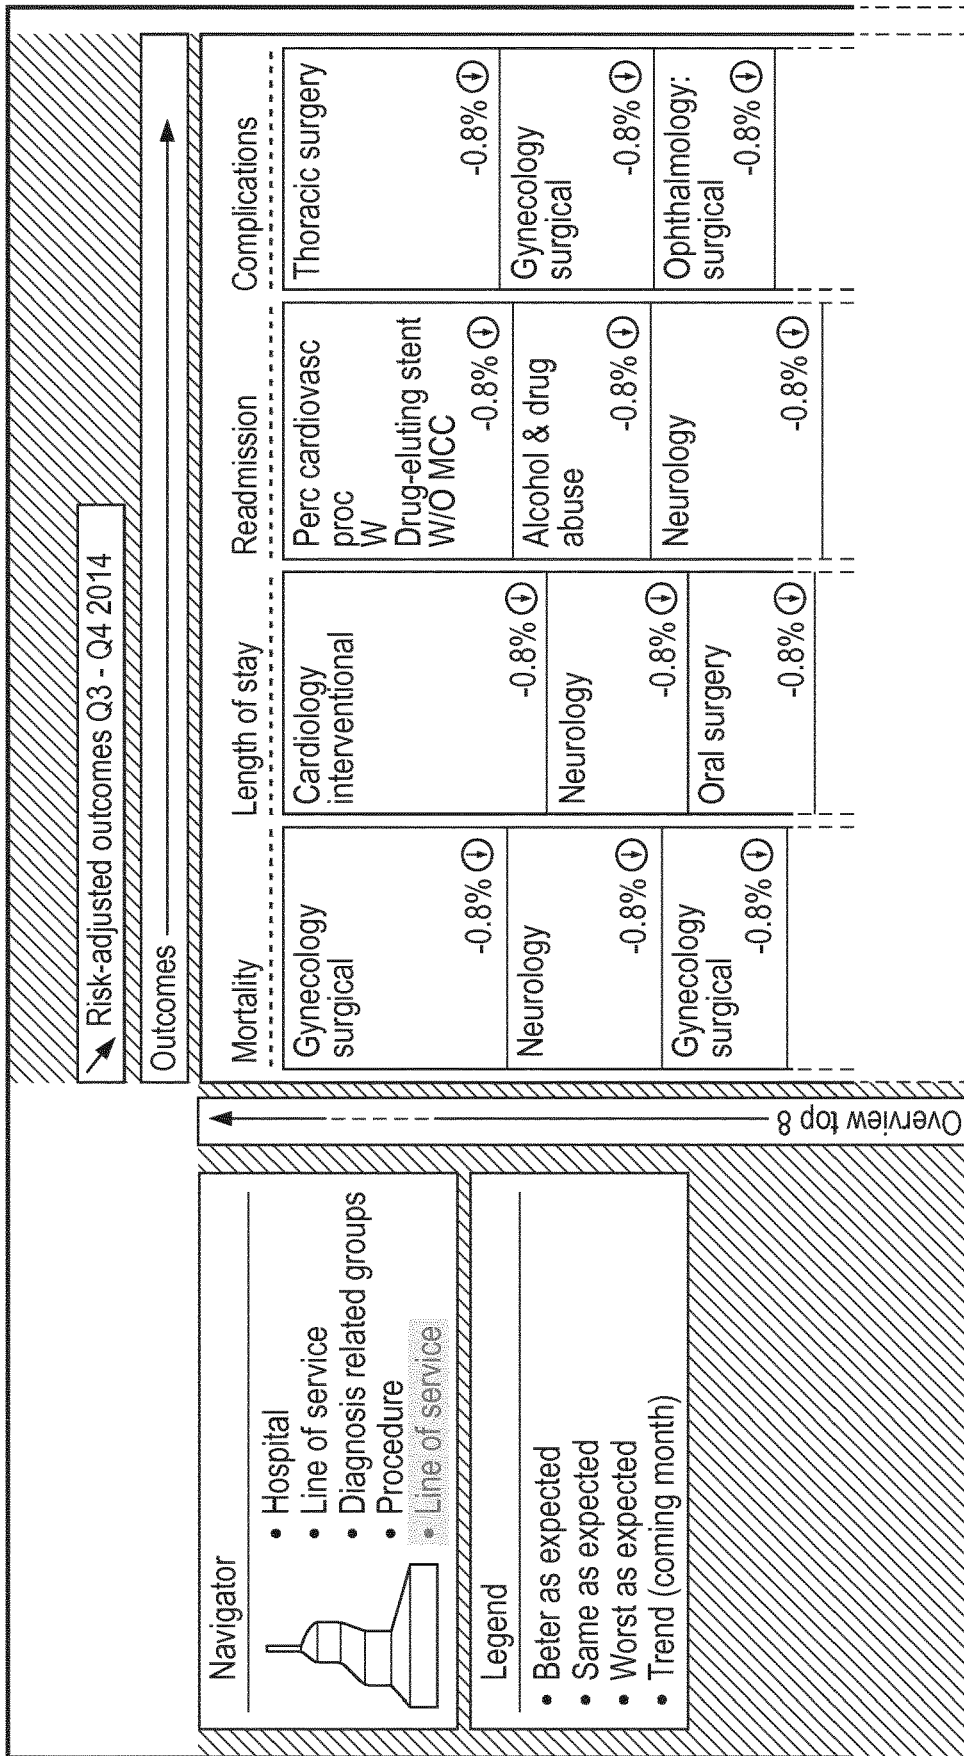 Risk-adjusted outcomes Q3 - Q4 2014
Outcomes
Navigator
• Hospital
• Line of service
• Diagnosis related groups
• Procedure
• Line of service
Legend
• Beter as expected
• Same as expected
• Worst as expected
• Trend (coming month)
Overview top 8
Mortality
Gynecology
surgical
-0.8%
Neurology
-0.8%
Gynecology
surgical
-0.8%
Length of stay
Cardiology
interventional
-0.8%
Neurology
-0.8%
Oral surgery
-0.8%
Readmission
Perc cardiovasc
proc
W
Drug-eluting stent
W/O MCC
-0.8%
Alcohol & drug
abuse
-0.8%
Neurology
-0.8%
Complications
Thoracic surgery
-0.8%
Gynecology
surgical
-0.8%
Ophthalmology:
surgical
-0.8%